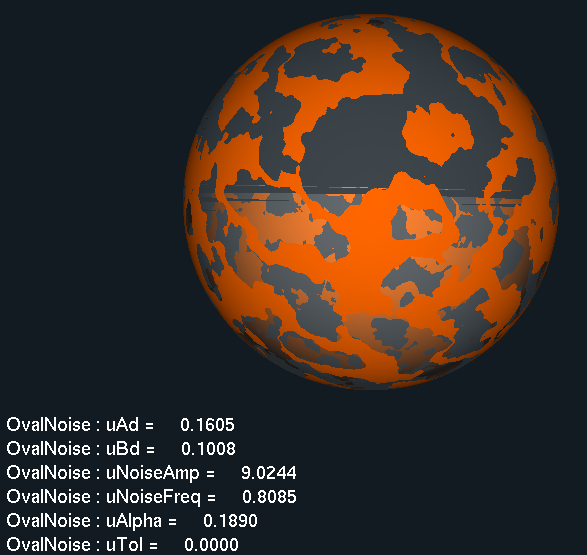 OvalNoise : uAd = 0.1605
OvalNoise : uBd = 0.1008
OvalNoise : uNoiseAmp = 9.0244
OvalNoise : uNoiseFreq = 0.8085
OvalNoise : uAlpha = 0.1890
OvalNoise : uTol = 0.0000